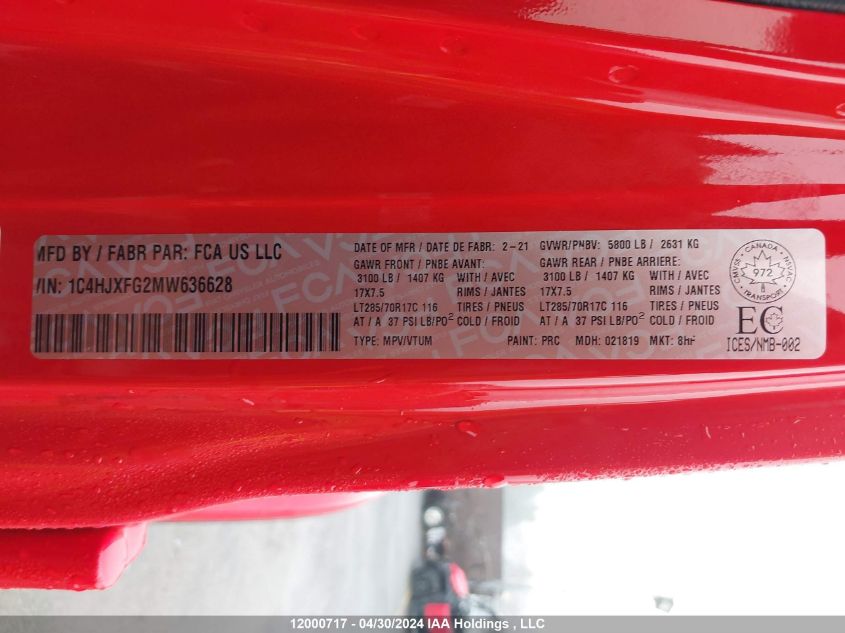 MFD BY / FABR PAR: FCA US LLC
VIN: 1C4HJXFG2MW636628
DATE OF MFR / DATE DE FABR: 2-21 GVWR/PNBV: 5800 LB / 2631 KG
GAWR FRONT / PNBE AVANT: GAWR REAR / PNBE ARRIERE:
3100 LB / 1407 KG WITH / AVEC 3100 LB / 1407 KG WITH / AVEC
17X7.5 RIMS / JANTES 17X7.5 RIMS / JANTES
LT285/70R17C 116 TIRES / PNEUS LT285/70R17C 116 TIRES / PNEUS
AT / A 37 PSI LB/PO² COLD / FROID AT / A 37 PSI LB/PO² COLD / FROID
TYPE: MPV/VTUM PAINT: PRC MDH: 021819 MKT:
CANADA
CMVSS 972 NSVAC
TRANSPORT
EC
ICES/NMB-002
12000717 - 04/30/2024 IAA Holdings , LLC